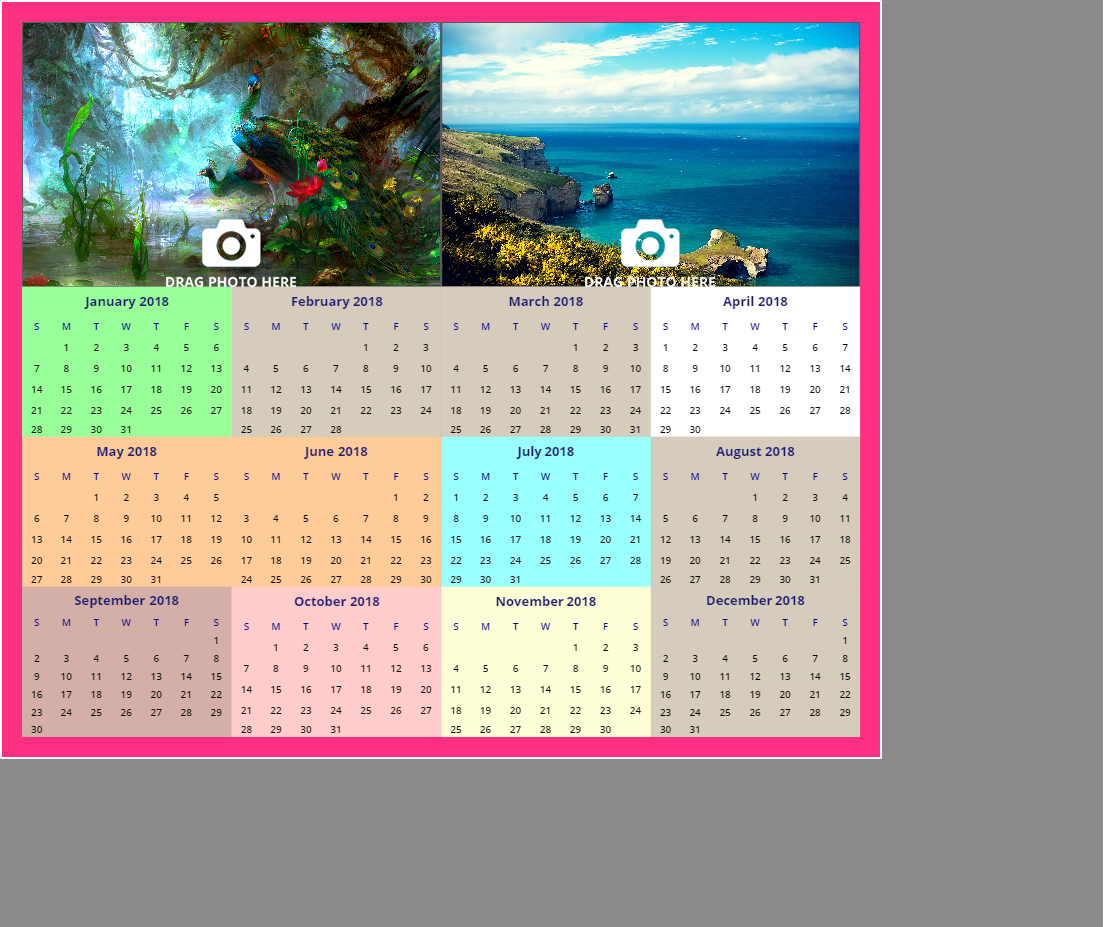 DRAG PHOTO HERE
DRAG PHOTO HERE
January 2018
S M T W T F S
1 2 3 4 5 6
7 8 9 10 11 12 13
14 15 16 17 18 19 20
21 22 23 24 25 26 27
28 29 30 31
February 2018
S M T W T F S
1 2 3
4 5 6 7 8 9 10
11 12 13 14 15 16 17
18 19 20 21 22 23 24
25 26 27 28
March 2018
S M T W T F S
1 2 3
4 5 6 7 8 9 10
11 12 13 14 15 16 17
18 19 20 21 22 23 24
25 26 27 28 29 30 31
April 2018
S M T W T F S
1 2 3 4 5 6 7
8 9 10 11 12 13 14
15 16 17 18 19 20 21
22 23 24 25 26 27 28
29 30
May 2018
S M T W T F S
1 2 3 4 5
6 7 8 9 10 11 12
13 14 15 16 17 18 19
20 21 22 23 24 25 26
27 28 29 30 31
June 2018
S M T W T F S
1 2
3 4 5 6 7 8 9
10 11 12 13 14 15 16
17 18 19 20 21 22 23
24 25 26 27 28 29 30
July 2018
S M T W T F S
1 2 3 4 5 6 7
8 9 10 11 12 13 14
15 16 17 18 19 20 21
22 23 24 25 26 27 28
29 30 31
August 2018
S M T W T F S
1 2 3 4
5 6 7 8 9 10 11
12 13 14 15 16 17 18
19 20 21 22 23 24 25
26 27 28 29 30 31
September 2018
S M T W T F S
1
2 3 4 5 6 7 8
9 10 11 12 13 14 15
16 17 18 19 20 21 22
23 24 25 26 27 28 29
30
October 2018
S M T W T F S
1 2 3 4 5 6
7 8 9 10 11 12 13
14 15 16 17 18 19 20
21 22 23 24 25 26 27
28 29 30 31
November 2018
S M T W T F S
1 2 3
4 5 6 7 8 9 10
11 12 13 14 15 16 17
18 19 20 21 22 23 24
25 26 27 28 29 30
December 2018
S M T W T F S
1
2 3 4 5 6 7 8
9 10 11 12 13 14 15
16 17 18 19 20 21 22
23 24 25 26 27 28 29
30 31